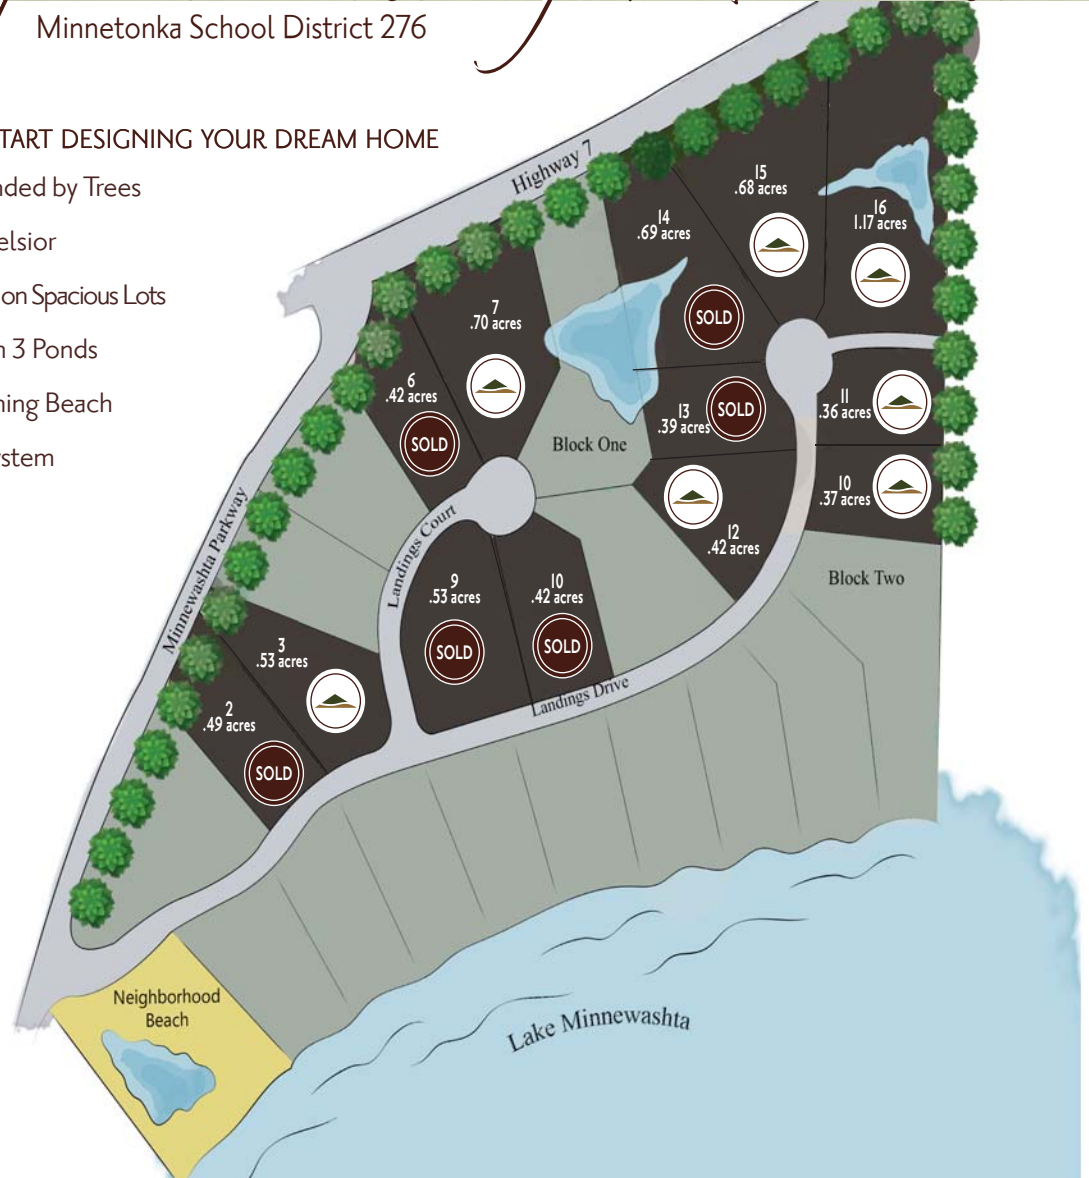 Minnetonka School District 276
TART DESIGNING YOUR DREAM HOME
nded by Trees
elsior
on Spacious Lots
n 3 Ponds
ning Beach
stem
Highway 7
15
.68 acres
16
1.17 acres
14
.69 acres
SOLD
7
.70 acres
6
.42 acres
SOLD
13
.39 acres
SOLD
11
.36 acres
Block One
10
.37 acres
12
.42 acres
Block Two
Minnewashta Parkway
Landings Court
9
.53 acres
SOLD
10
.42 acres
SOLD
3
.53 acres
2
.49 acres
SOLD
Landings Drive
Neighborhood
Beach
Lake Minnewashta